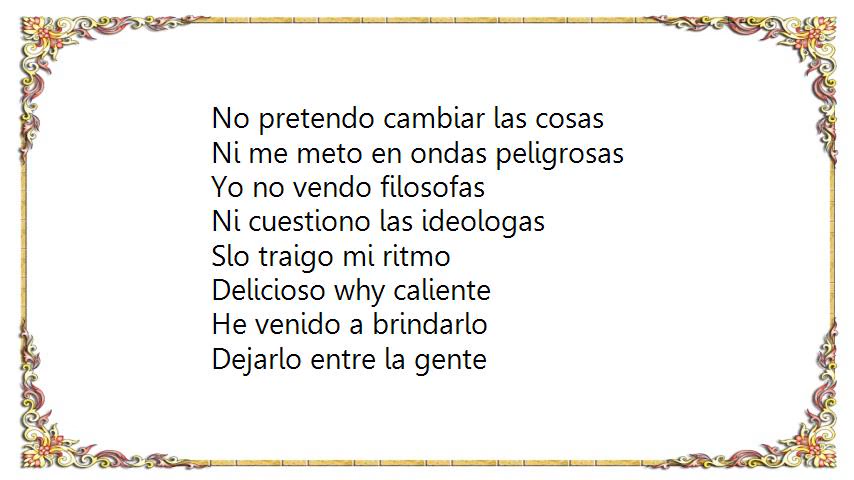 No pretendo cambiar las cosas
Ni me meto en ondas peligrosas
Yo no vendo filosofas
Ni cuestiono las ideologas
Slo traigo mi ritmo
Delicioso why caliente
He venido a brindarlo
Dejarlo entre la gente